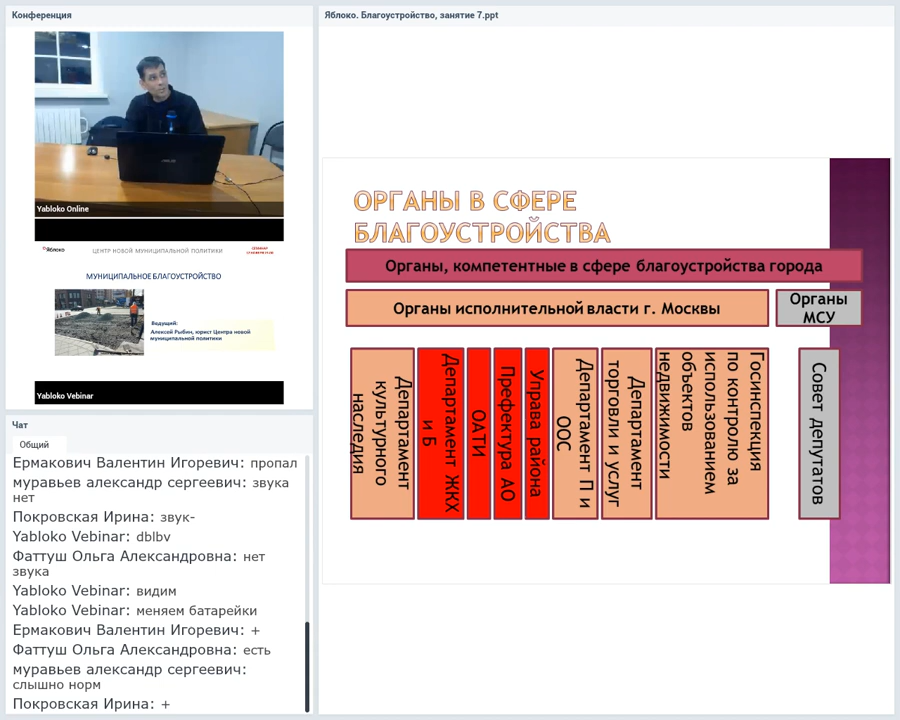 Конференция
Yabloko Online
Яблоко
ЦЕНТР НОВОЙ МУНИЦИПАЛЬНОЙ ПОЛИТИКИ
МУНИЦИПАЛЬНОЕ БЛАГОУСТРОЙСТВО
Ведущий:
Алексей Рыбин, юрист Центра новой
муниципальной политики
Yabloko Vebinar
Чат
Общий
Ермакович Валентин Игоревич: пропал
муравьев александр сергеевич: звука
нет
Покровская Ирина: звук-
Yabloko Vebinar: dblbv
Фаттуш Ольга Александровна: нет
звука
Yabloko Vebinar: видим
Yabloko Vebinar: меняем батарейки
Ермакович Валентин Игоревич: +
Фаттуш Ольга Александровна: есть
муравьев александр сергеевич:
слышно норм
Покровская Ирина: +
Яблоко. Благоустройство, занятие 7.ppt
ОРГАНЫ В СФЕРЕ
БЛАГОУСТРОЙСТВА
Органы, компетентные в сфере благоустройства города
Органы исполнительной власти г. Москвы
Органы
МСУ
Департамент
культурного
наследия
Департамент ЖКХ
и Б
ОАТИ
Префектура АО
Управа района
Департамент П и
ООС
Департамент
торговли и услуг
Госинспекция
по контролю за
использованием
объектов
недвижимости
Совет депутатов